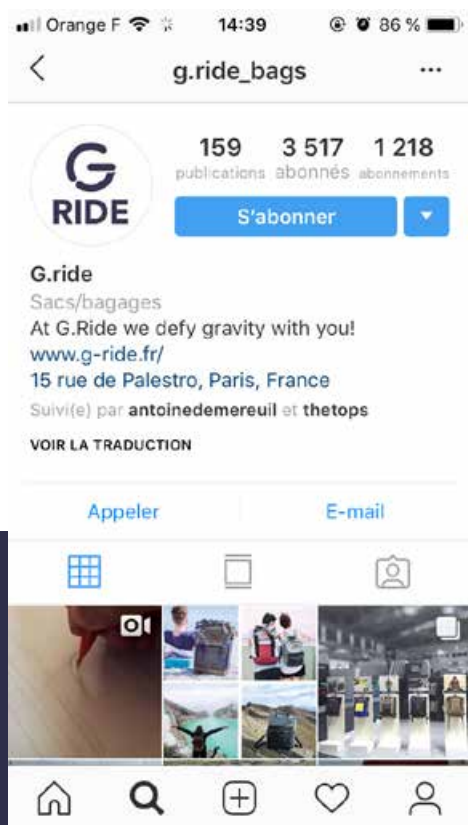 Orange F 14:39 86 %
g.ride_bags
G
RIDE
159 3 517 1 218
publications abonnés abonnements
S'abonner
G.ride
Sacs/bagages
At G.Ride we defy gravity with you!
www.g-ride.fr/
15 rue de Palestro, Paris, France
Suivi(e) par antoinedemereuil et thetops
VOIR LA TRADUCTION
Appeler E-mail